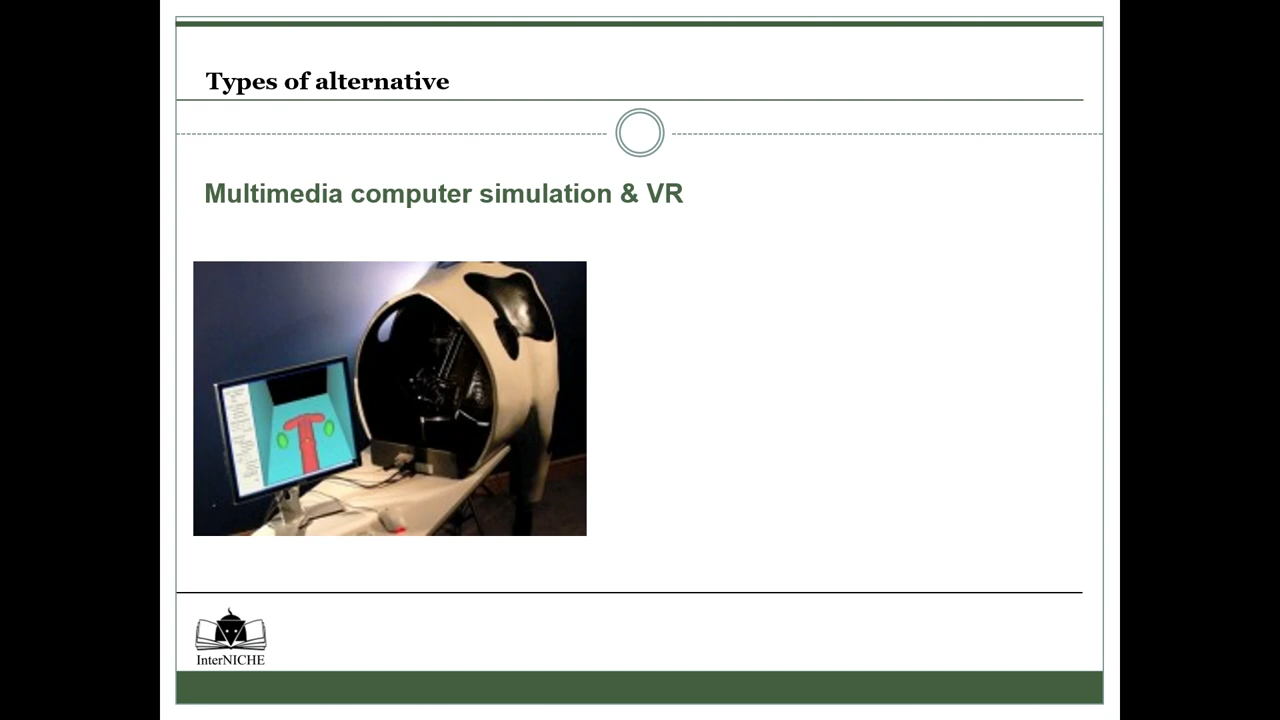 Types of alternative
Multimedia computer simulation & VR
InterNICHE